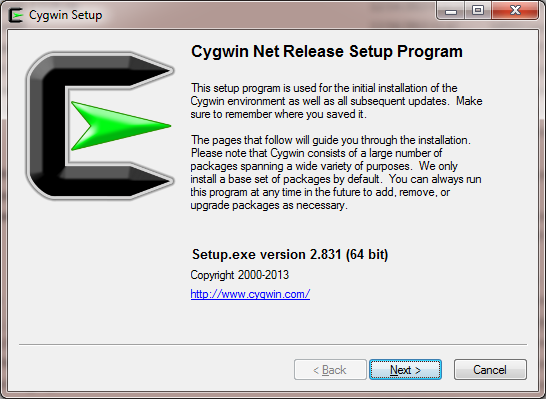 Cygwin Setup
Cygwin Net Release Setup Program
This setup program is used for the initial installation of the
Cygwin environment as well as all subsequent updates.  Make
sure to remember where you saved it.
The pages that follow will guide you through the installation.
Please note that Cygwin consists of a large number of
packages spanning a wide variety of purposes.  We only
install a base set of packages by default.  You can always run
this program at any time in the future to add, remove, or
upgrade packages as necessary.
Setup.exe version 2.831 (64 bit)
Copyright 2000-2013
http://www.cygwin.com/
< Back
Next >
Cancel